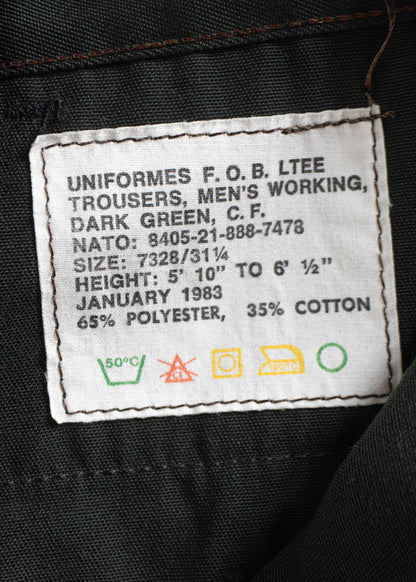 UNIFORMES F. O. B. LTEE
TROUSERS, MEN'S WORKING,
DARK GREEN, C. F.
NATO: 8405-21-888-7478
SIZE: 7328/31¼
HEIGHT: 5' 10" TO 6' ½"
JANUARY 1983
65% POLYESTER, 35% COTTON
50°C